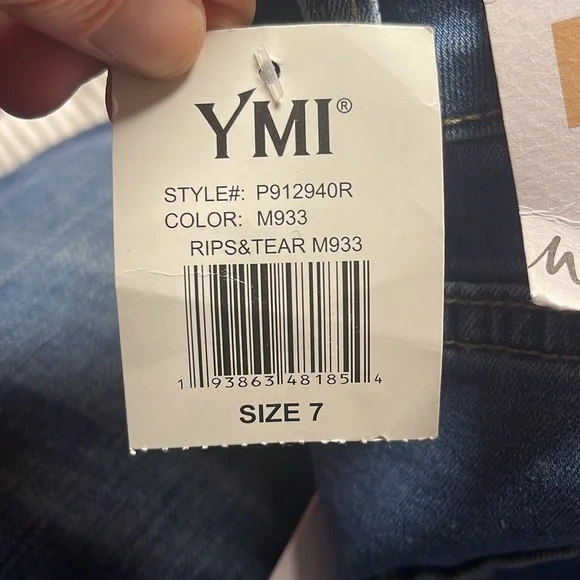 YMI®
STYLE#: P912940R
COLOR: M933
RIPS&TEAR M933
1 93863 48185 4
SIZE 7